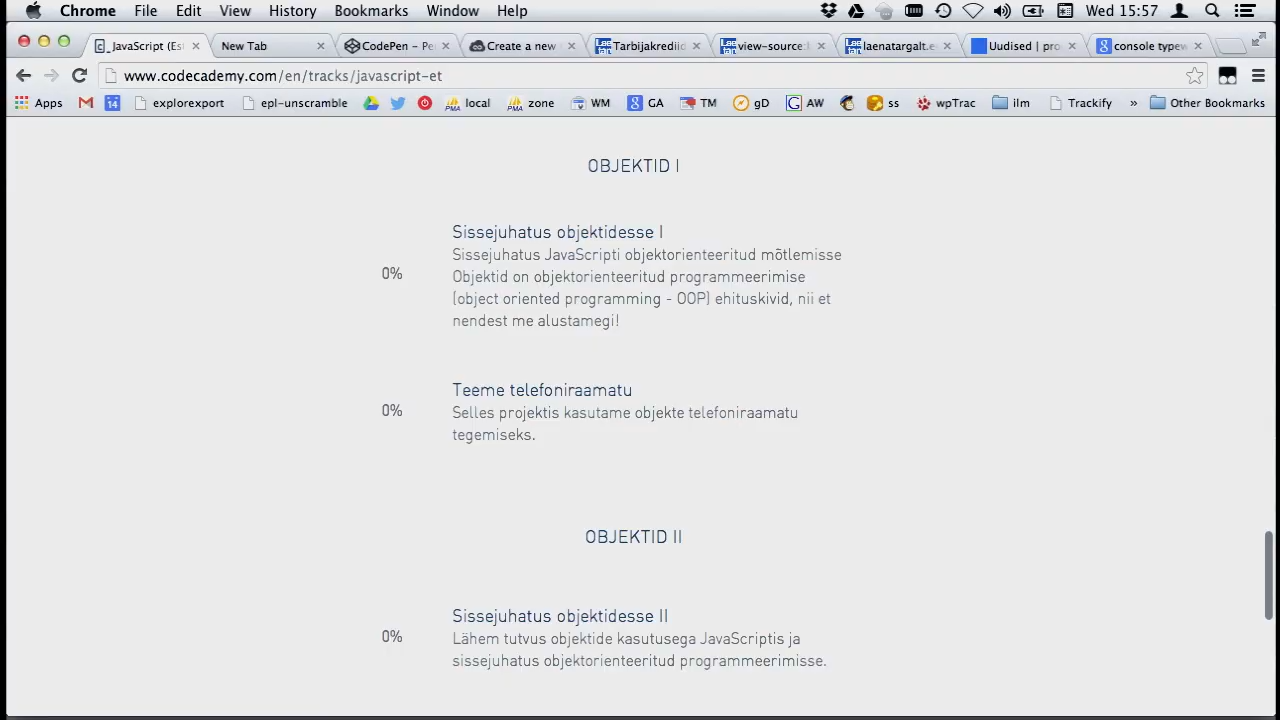 Chrome File Edit View History Bookmarks Window Help Wed 15:57
JavaScript (Es New Tab CodePen - Pe Create a new Tarbijakredii view-source: laenatargalt.e Uudised | pro console typew
www.codecademy.com/en/tracks/javascript-et
Apps 14 explorexport epl-unscramble local zone WM GA TM gD AW ss wpTrac ilm Trackify » Other Bookmarks
OBJEKTID I
Sissejuhatus objektidesse I
Sissejuhatus JavaScripti objektorienteeritud mõtlemisse
0%
Objektid on objektorienteeritud programmeerimise
(object oriented programming - OOP) ehituskivid, nii et
nendest me alustamegi!
Teeme telefoniraamatu
0%
Selles projektis kasutame objekte telefoniraamatu
tegemiseks.
OBJEKTID II
Sissejuhatus objektidesse II
0%
Lähem tutvus objektide kasutusega JavaScriptis ja
sissejuhatus objektorienteeritud programmeerimisse.